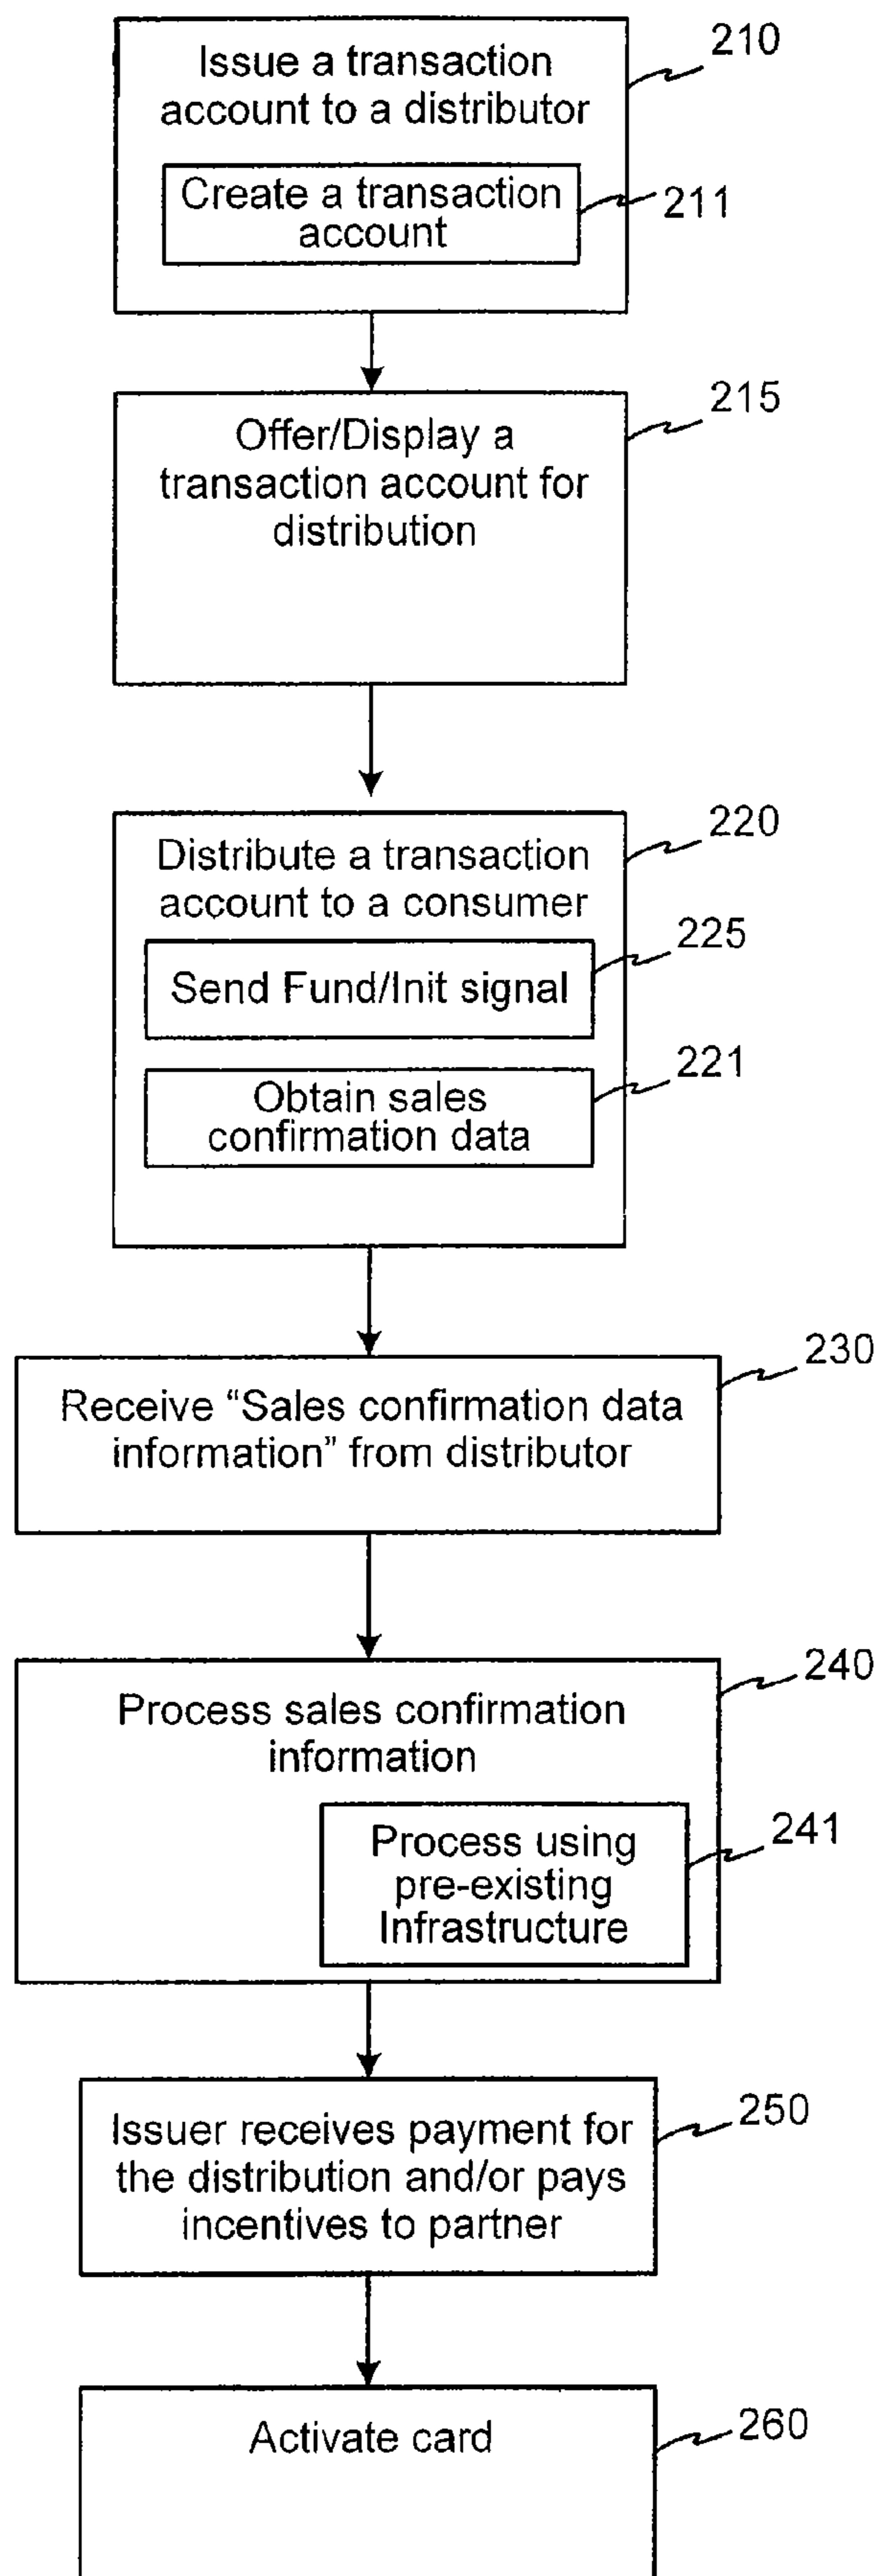 Issue a transaction
account to a distributor
210
Create a transaction
account
211
Offer/Display a
transaction account for
distribution
215
Distribute a transaction
account to a consumer
220
Send Fund/Init signal
225
Obtain sales
confirmation data
221
Receive “Sales confirmation data
information” from distributor
230
Process sales confirmation
information
240
Process using
pre-existing
Infrastructure
241
Issuer receives payment for
the distribution and/or pays
incentives to partner
250
Activate card
260